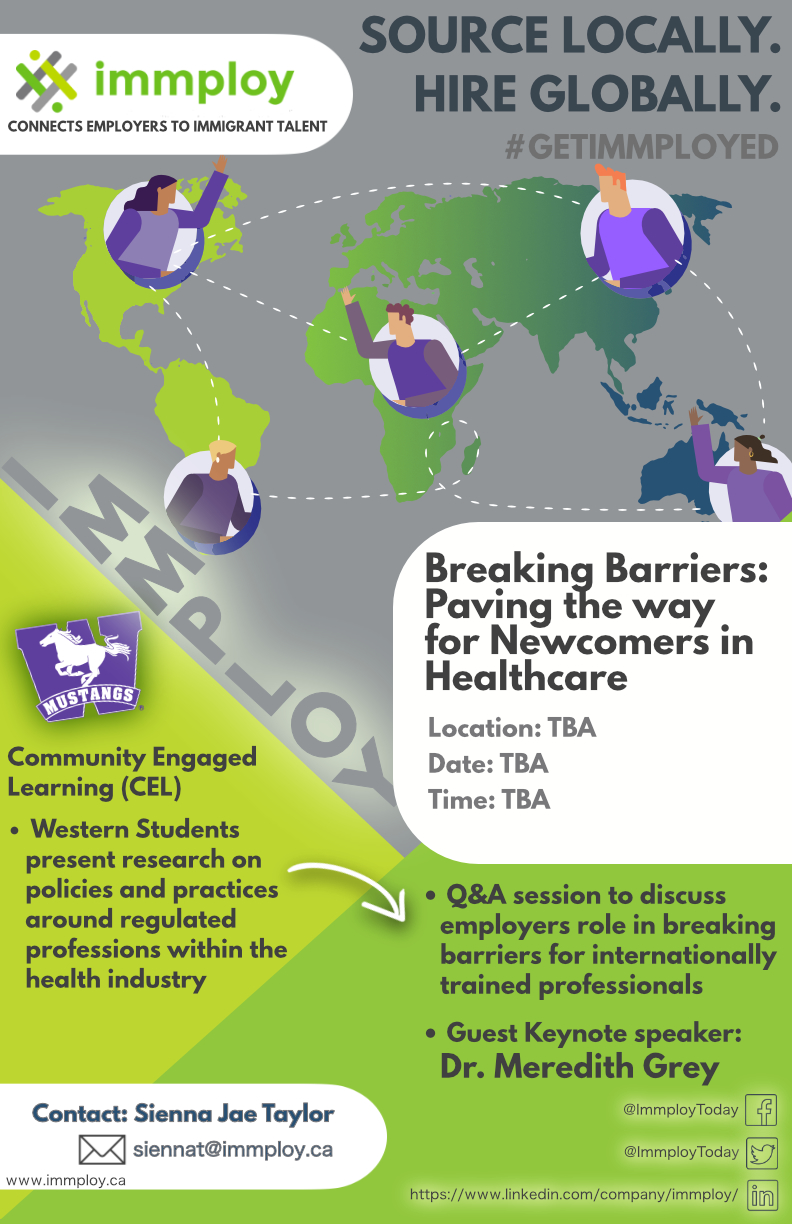 SOURCE LOCALLY.
HIRE GLOBALLY.
#GETIMMPLOYED
immploy
CONNECTS EMPLOYERS TO IMMIGRANT TALENT
IMMPLOY
Breaking Barriers:
Paving the way
for Newcomers in
Healthcare
Location: TBA
Date: TBA
Time: TBA
W
MUSTANGS
®
Community Engaged
Learning (CEL)
• Western Students
present research on
policies and practices
around regulated
professions within the
health industry
• Q&A session to discuss
employers role in breaking
barriers for internationally
trained professionals
• Guest Keynote speaker:
Dr. Meredith Grey
Contact: Sienna Jae Taylor
siennat@immploy.ca
www.immploy.ca
@ImmployToday
@ImmployToday
https://www.linkedin.com/company/immploy/
in